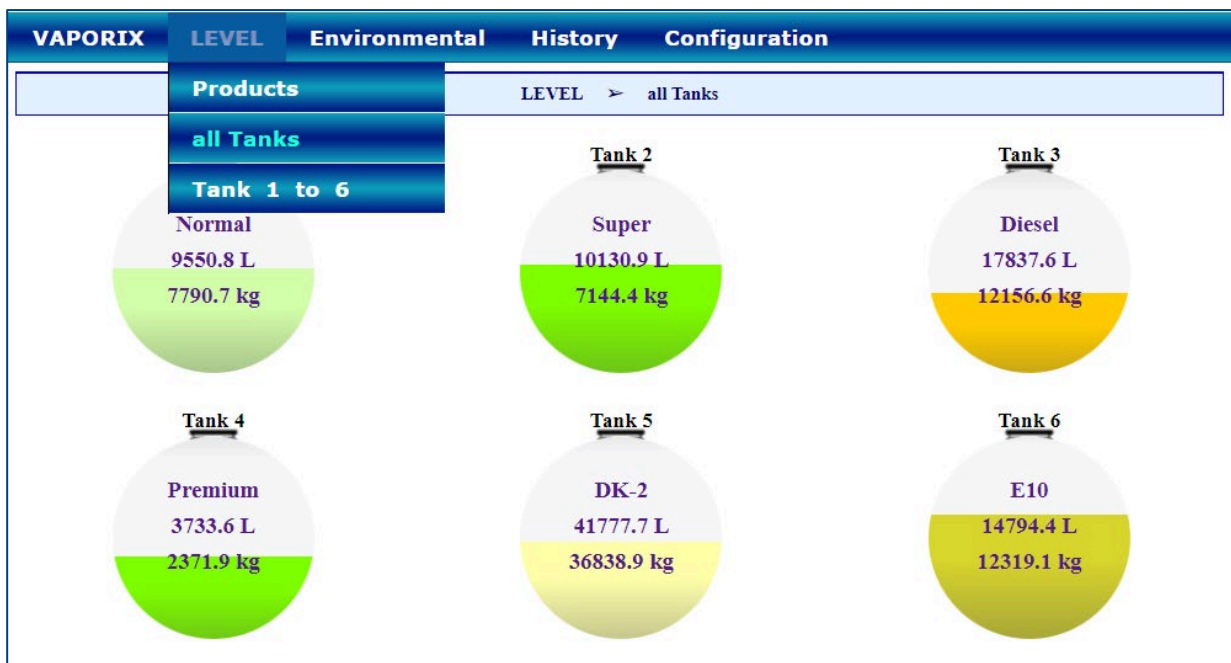 VAPORIX LEVEL Environmental History Configuration
Products
LEVEL ➢ all Tanks
all Tanks
Tank 1 to 6
Tank 2
Tank 3
Normal
9550.8 L
7790.7 kg
Super
10130.9 L
7144.4 kg
Diesel
17837.6 L
12156.6 kg
Tank 4
Tank 5
Tank 6
Premium
3733.6 L
2371.9 kg
DK-2
41777.7 L
36838.9 kg
E10
14794.4 L
12319.1 kg